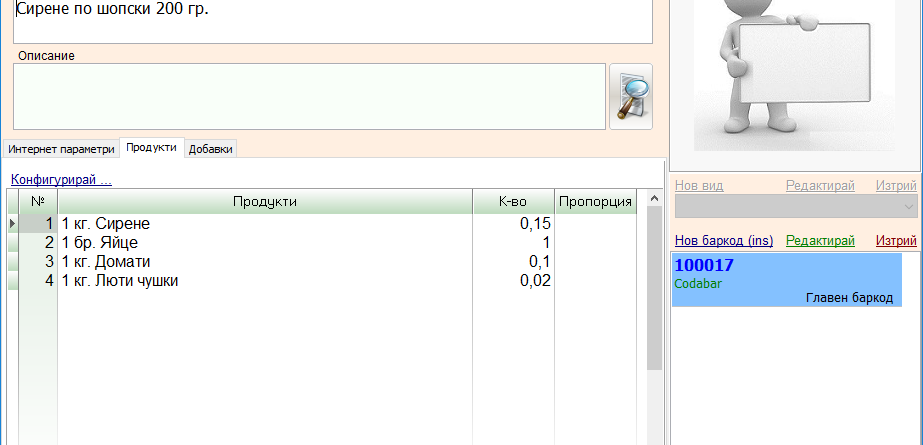 Сирене по шопски 200 гр.
Описание
Интернет параметри Продукти Добавки
Конфигурирай ...
№ Продукти К-во Пропорция
1 1 кг. Сирене 0,15
2 1 бр. Яйце 1
3 1 кг. Домати 0,1
4 1 кг. Люти чушки 0,02
Нов вид Редактирай Изтрий
Нов баркод (ins) Редактирай Изтрий
100017
Codabar
Главен баркод